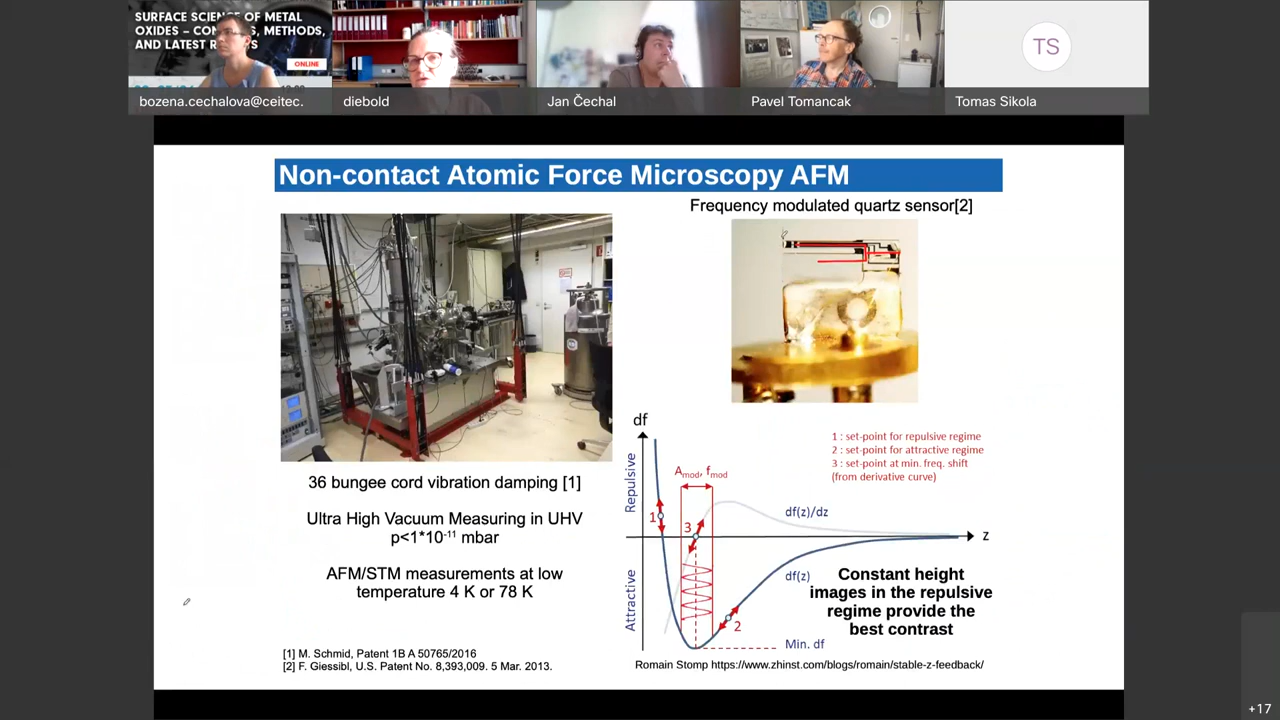 SURFACE SCIENCE OF METAL
OXIDES – METHODS,
AND LATEST
ONLINE
bozena.cechalova@ceitec.
diebold
Jan Čechal
Pavel Tomancak
TS
Tomas Sikola
Non-contact Atomic Force Microscopy AFM
Frequency modulated quartz sensor[2]
36 bungee cord vibration damping [1]
Ultra High Vacuum Measuring in UHV
p<1*10⁻¹¹ mbar
AFM/STM measurements at low
temperature 4 K or 78 K
[1] M. Schmid, Patent 1B A 50765/2016
[2] F. Giessibl, U.S. Patent No. 8,393,009. 5 Mar. 2013.
df
Repulsive
Attractive
A mod, f mod
1 : set-point for repulsive regime
2 : set-point for attractive regime
3 : set-point at min. freq. shift
(from derivative curve)
1
3
2
df(z)/dz
z
df(z)
Min. df
Constant height
images in the repulsive
regime provide the
best contrast
Romain Stomp https://www.zhinst.com/blogs/romain/stable-z-feedback/
+17